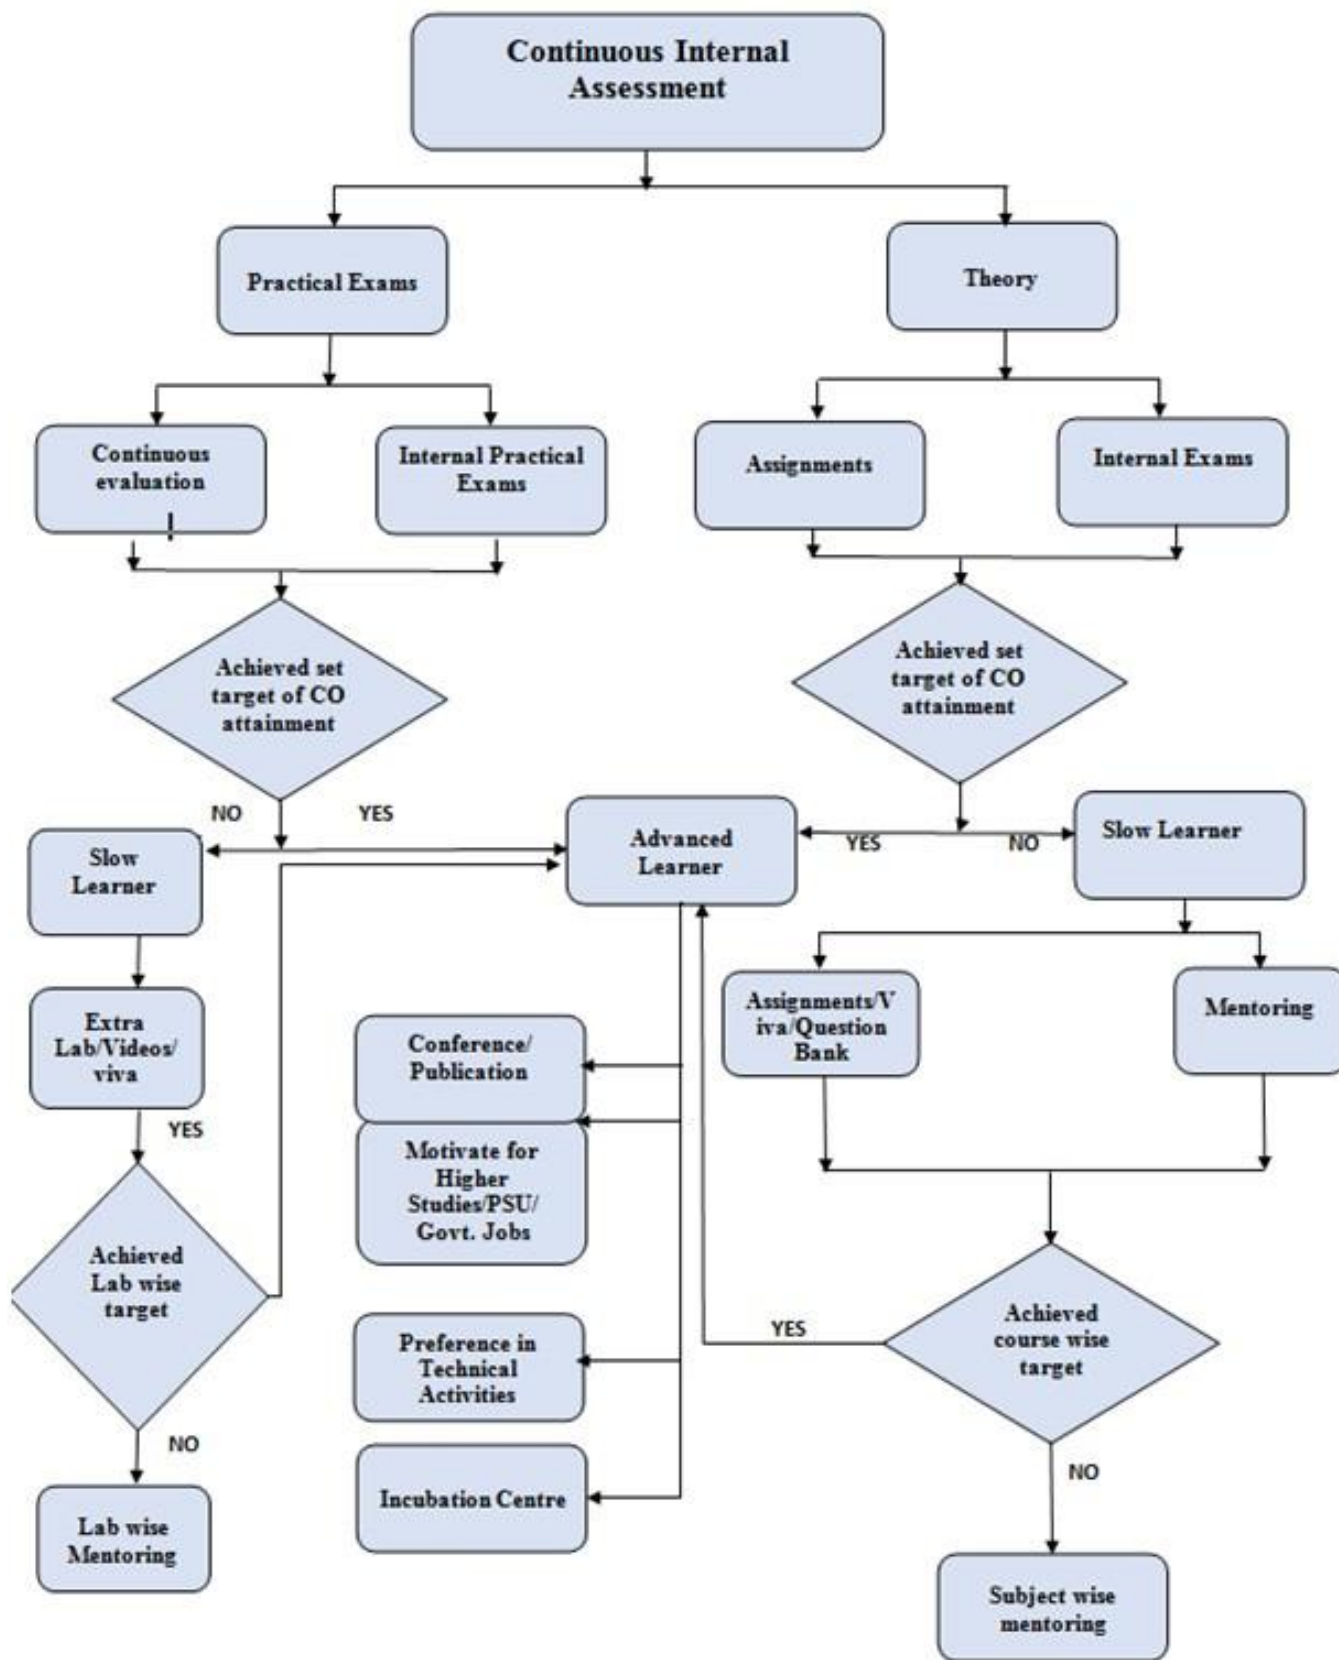 Continuous Internal
Assessment
Practical Exams
Theory
Continuous
evaluation
Internal Practical
Exams
Assignments
Internal Exams
Achieved set
target of CO
attainment
Achieved set
target of CO
attainment
NO
YES
Slow
Learner
Advanced
Learner
YES
NO
Slow Learner
Extra
Lab/Videos/
viva
Conference/
Publication
Assignments/V
iva/Question
Bank
Mentoring
YES
Motivate for
Higher
Studies/PSU/
Govt. Jobs
Achieved
Lab wise
target
Preference in
Technical
Activities
YES
Achieved
course wise
target
NO
Incubation Centre
NO
Lab wise
Mentoring
Subject wise
mentoring